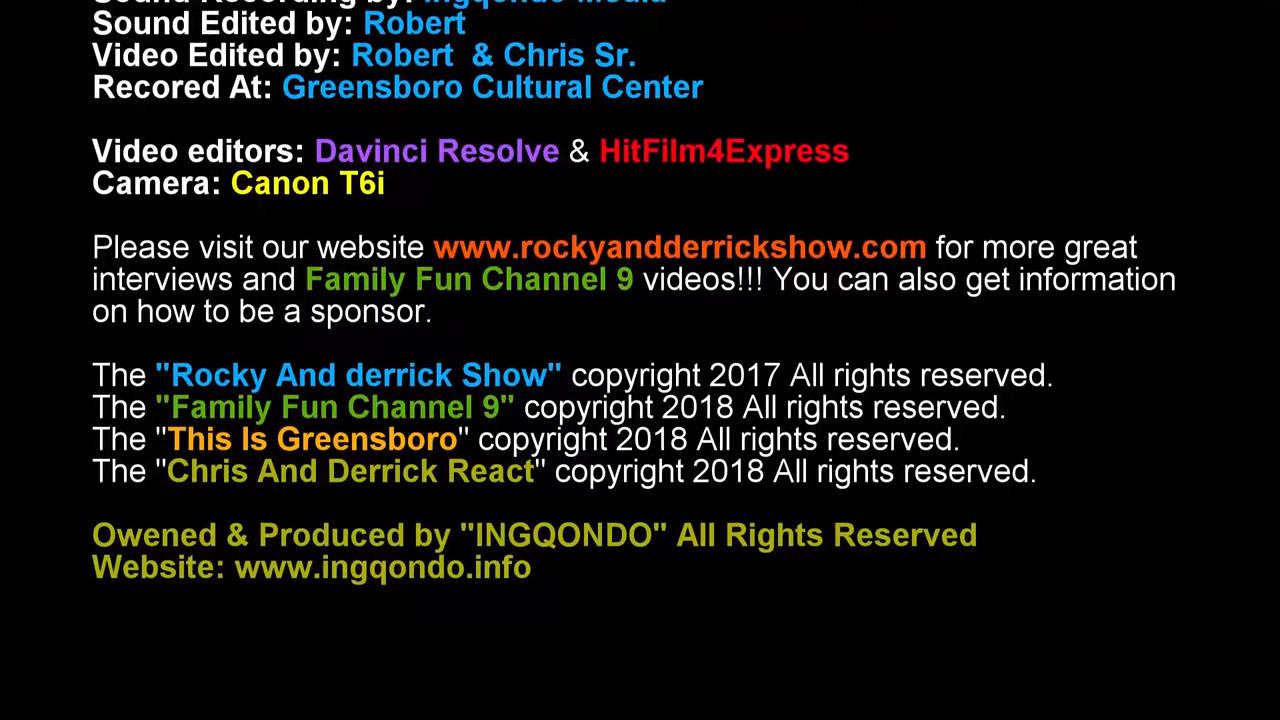 Sound Recording by: Ingqondo Media
Sound Edited by: Robert
Video Edited by: Robert  & Chris Sr.
Recored At: Greensboro Cultural Center
Video editors: Davinci Resolve & HitFilm4Express
Camera: Canon T6i
Please visit our website www.rockyandderrickshow.com for more great
interviews and Family Fun Channel 9 videos!!! You can also get information
on how to be a sponsor.
The "Rocky And derrick Show" copyright 2017 All rights reserved.
The "Family Fun Channel 9" copyright 2018 All rights reserved.
The "This Is Greensboro" copyright 2018 All rights reserved.
The "Chris And Derrick React" copyright 2018 All rights reserved.
Owened & Produced by "INGQONDO" All Rights Reserved
Website: www.ingqondo.info